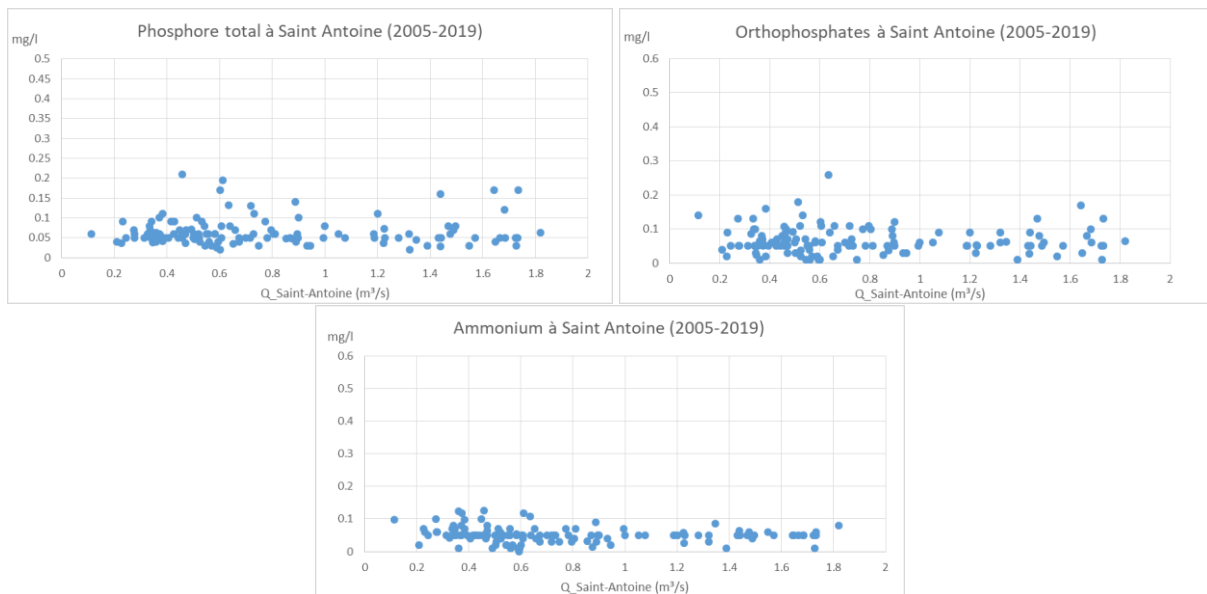 Phosphore total à Saint Antoine (2005-2019)
mg/l
0.5
0.45
0.4
0.35
0.3
0.25
0.2
0.15
0.1
0.05
0
0 0.2 0.4 0.6 0.8 1 1.2 1.4 1.6 1.8 2
Q_Saint-Antoine (m³/s)
Orthophosphates à Saint Antoine (2005-2019)
mg/l
0.6
0.5
0.4
0.3
0.2
0.1
0
0 0.2 0.4 0.6 0.8 1 1.2 1.4 1.6 1.8 2
Q_Saint-Antoine (m³/s)
Ammonium à Saint Antoine (2005-2019)
mg/l
0.6
0.5
0.4
0.3
0.2
0.1
0
0 0.2 0.4 0.6 0.8 1 1.2 1.4 1.6 1.8 2
Q_Saint-Antoine (m³/s)